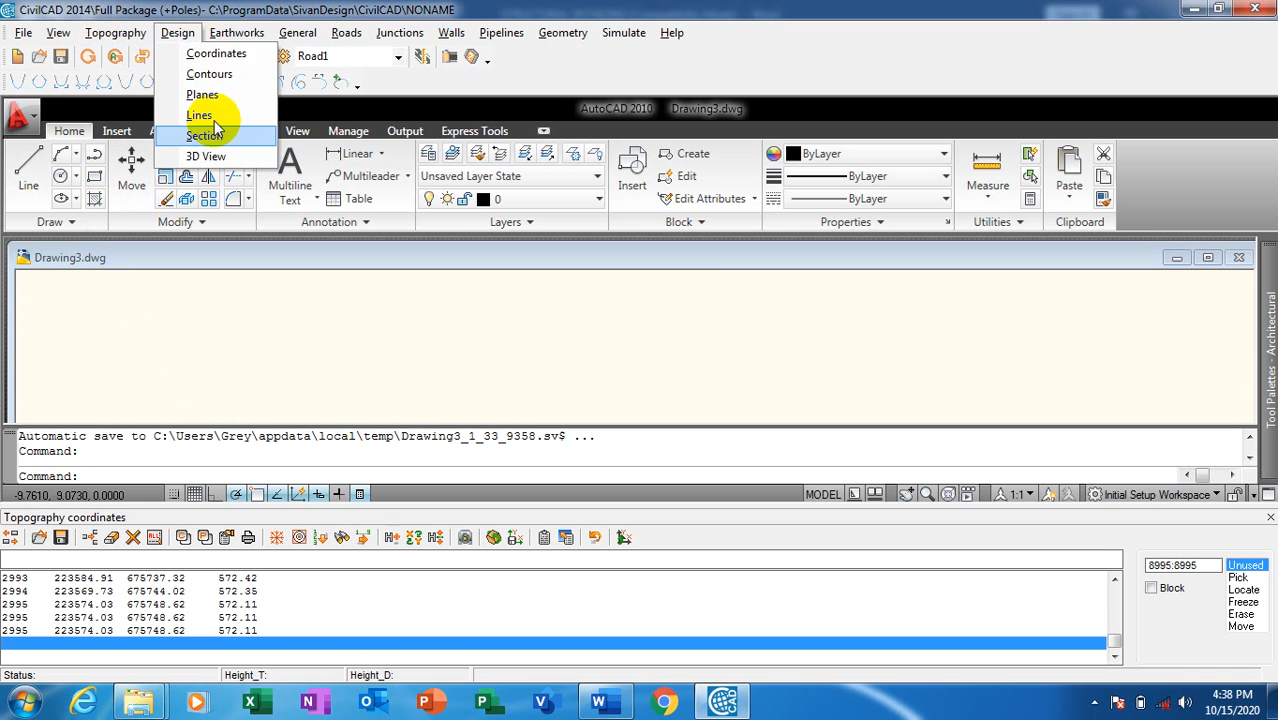 CivilCAD 2014\Full Package (+Poles)- C:\ProgramData\SivanDesign\CivilCAD\NONAME
File View Topography Design Earthworks General Roads Junctions Walls Pipelines Geometry Simulate Help
Coordinates
Road1
Contours
Planes
Lines
AutoCAD 2010 Drawing3.dwg
Home Insert A View Manage Output Express Tools
Section
3D View
Line
Move
Multiline Text
Linear
Multileader
Table
Unsaved Layer State
0
Insert
Create
Edit
Edit Attributes
ByLayer
ByLayer
ByLayer
Measure
Paste
Draw Modify Annotation Layers Block Properties Utilities Clipboard
Drawing3.dwg
Tool Palettes - Architectural
Automatic save to C:\Users\Grey\appdata\local\temp\Drawing3_1_33_9358.sv$ ...
Command:
Command:
-9.7610, 9.0730, 0.0000 MODEL 1:1 Initial Setup Workspace
Topography coordinates
2993 223584.91 675737.32 572.42
2994 223569.73 675744.02 572.35
2995 223574.03 675748.62 572.11
2995 223574.03 675748.62 572.11
2995 223574.03 675748.62 572.11
8995:8995
Block
Unused
Pick
Locate
Freeze
Erase
Move
Status: Height_T: Height_D:
4:38 PM
10/15/2020